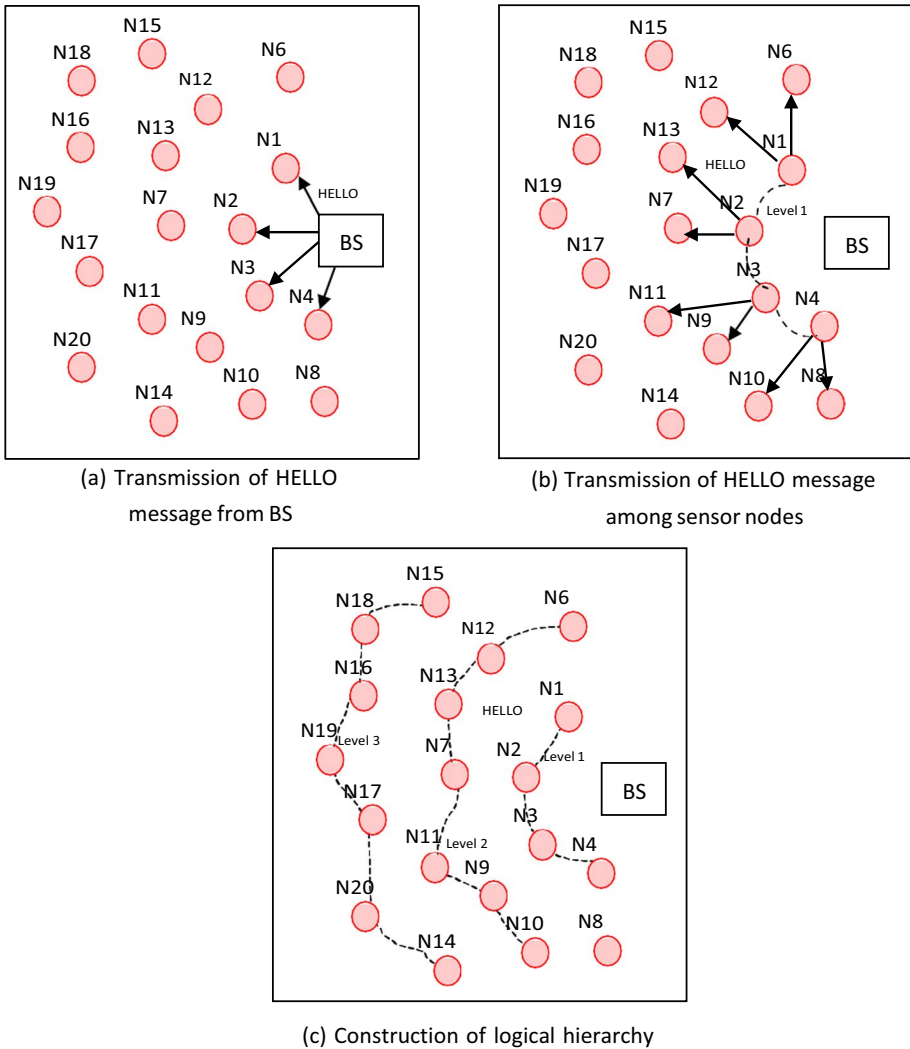 N15
N18
N6
N12
N16
N13
N1
N19
HELLO
N7
N2
BS
N17
N3
N4
N11
N9
N20
N8
N10
N14
(a) Transmission of HELLO
message from BS
N15
N6
N18
N12
N16
N13
N1
HELLO
N19
N2
N7
Level 1
BS
N17
N3
N11
N4
N9
N20
N10
N8
N14
(b) Transmission of HELLO message
among sensor nodes
N15
N18
N6
N12
N16
N13
N1
HELLO
N19
Level 3
N7
N2
Level 1
BS
N17
N3
N11
Level 2
N4
N9
N20
N10
N8
N14
(c) Construction of logical hierarchy